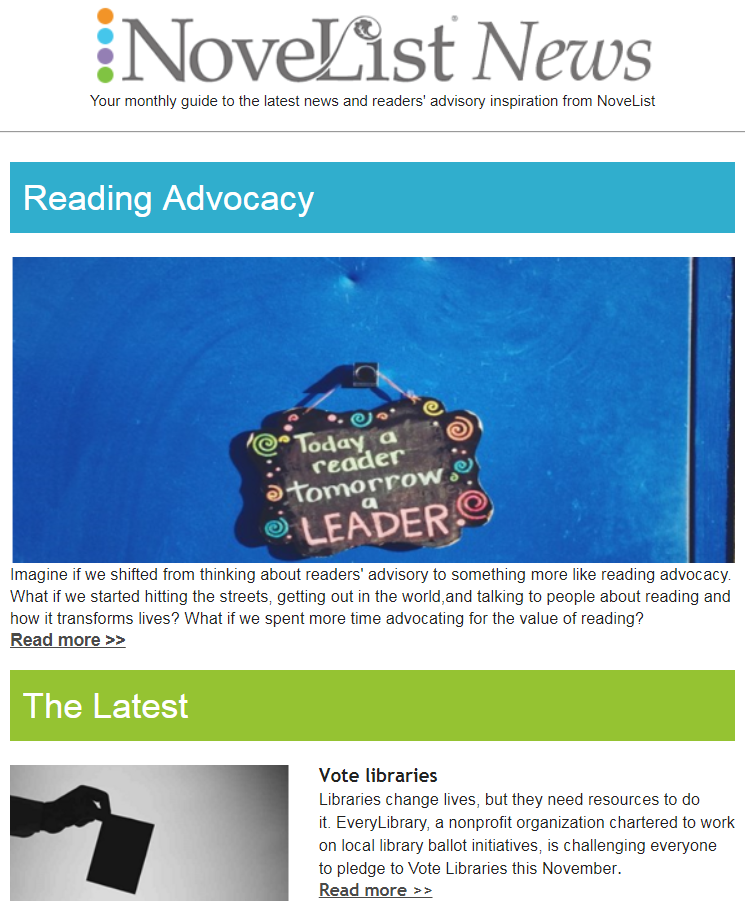 NoveList® News
Your monthly guide to the latest news and readers' advisory inspiration from NoveList
Reading Advocacy
Today a
reader
tomorrow
a
LEADER
Imagine if we shifted from thinking about readers' advisory to something more like reading advocacy.
What if we started hitting the streets, getting out in the world,and talking to people about reading and
how it transforms lives? What if we spent more time advocating for the value of reading?
Read more >>
The Latest
Vote libraries
Libraries change lives, but they need resources to do
it. EveryLibrary, a nonprofit organization chartered to work
on local library ballot initiatives, is challenging everyone
to pledge to Vote Libraries this November.
Read more >>